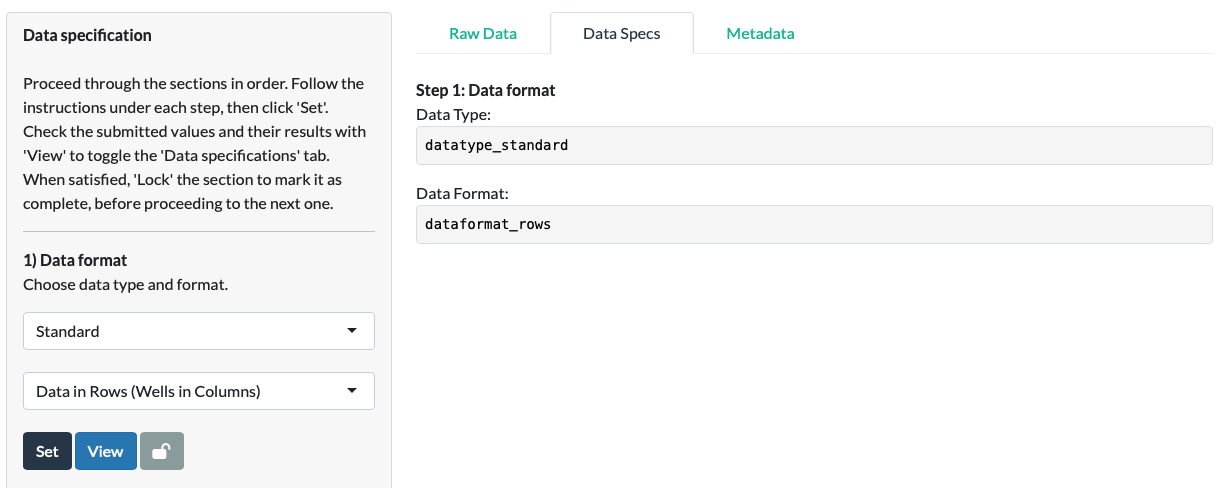 Data specification
Proceed through the sections in order. Follow the
instructions under each step, then click 'Set'.
Check the submitted values and their results with
'View' to toggle the 'Data specifications' tab.
When satisfied, 'Lock' the section to mark it as
complete, before proceeding to the next one.
1) Data format
Choose data type and format.
Standard
Data in Rows (Wells in Columns)
Set View
Raw Data Data Specs Metadata
Step 1: Data format
Data Type:
datatype_standard
Data Format:
dataformat_rows